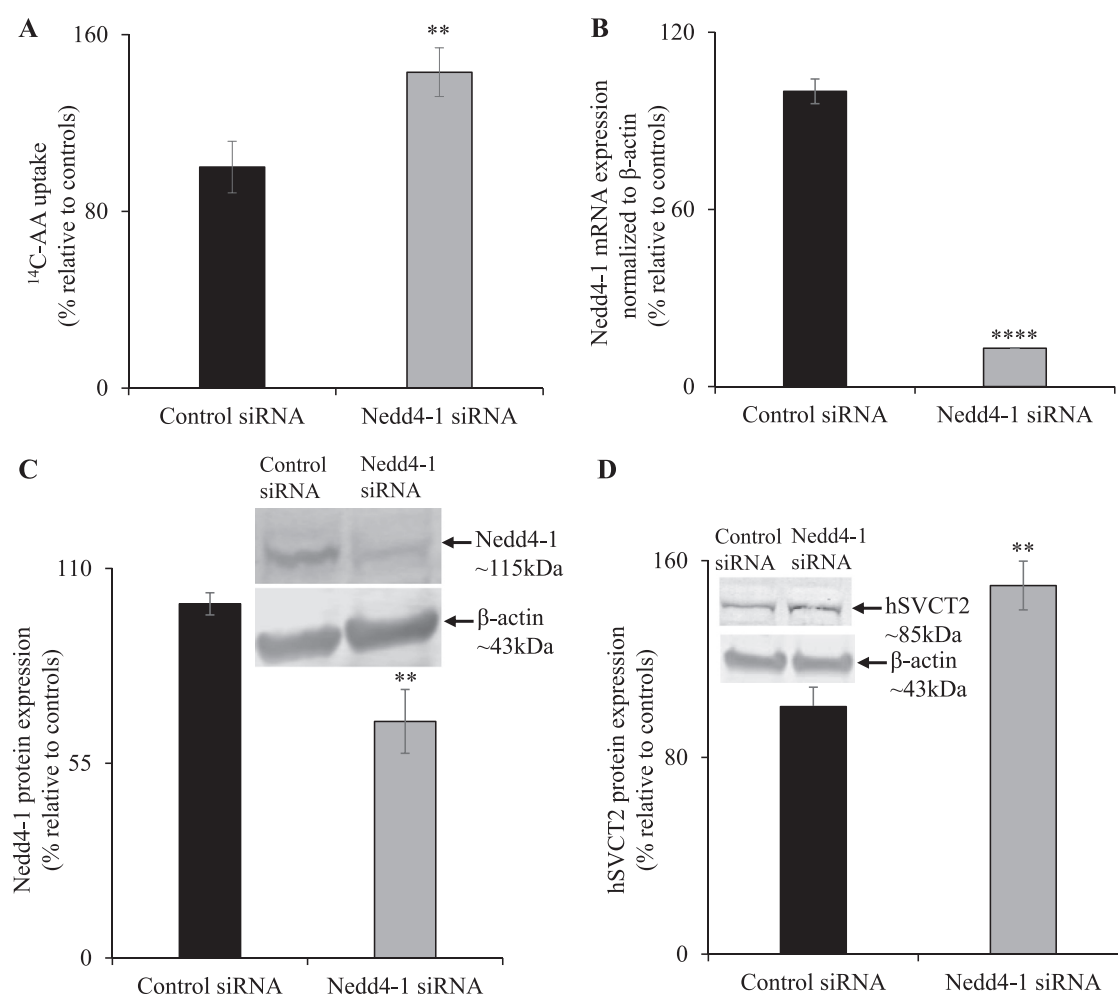 A
160
80
0
¹⁴C-AA uptake
(% relative to controls)
**
Control siRNA
Nedd4-1 siRNA
B
120
60
0
Nedd4-1 mRNA expression
normalized to β-actin
(% relative to controls)
****
Control siRNA
Nedd4-1 siRNA
C
110
55
0
Nedd4-1 protein expression
(% relative to controls)
Control
siRNA
Nedd4-1
siRNA
Nedd4-1
~115kDa
β-actin
~43kDa
**
Control siRNA
Nedd4-1 siRNA
D
160
80
0
hSVCT2 protein expression
(% relative to controls)
Control
siRNA
Nedd4-1
siRNA
hSVCT2
~85kDa
β-actin
~43kDa
**
Control siRNA
Nedd4-1 siRNA